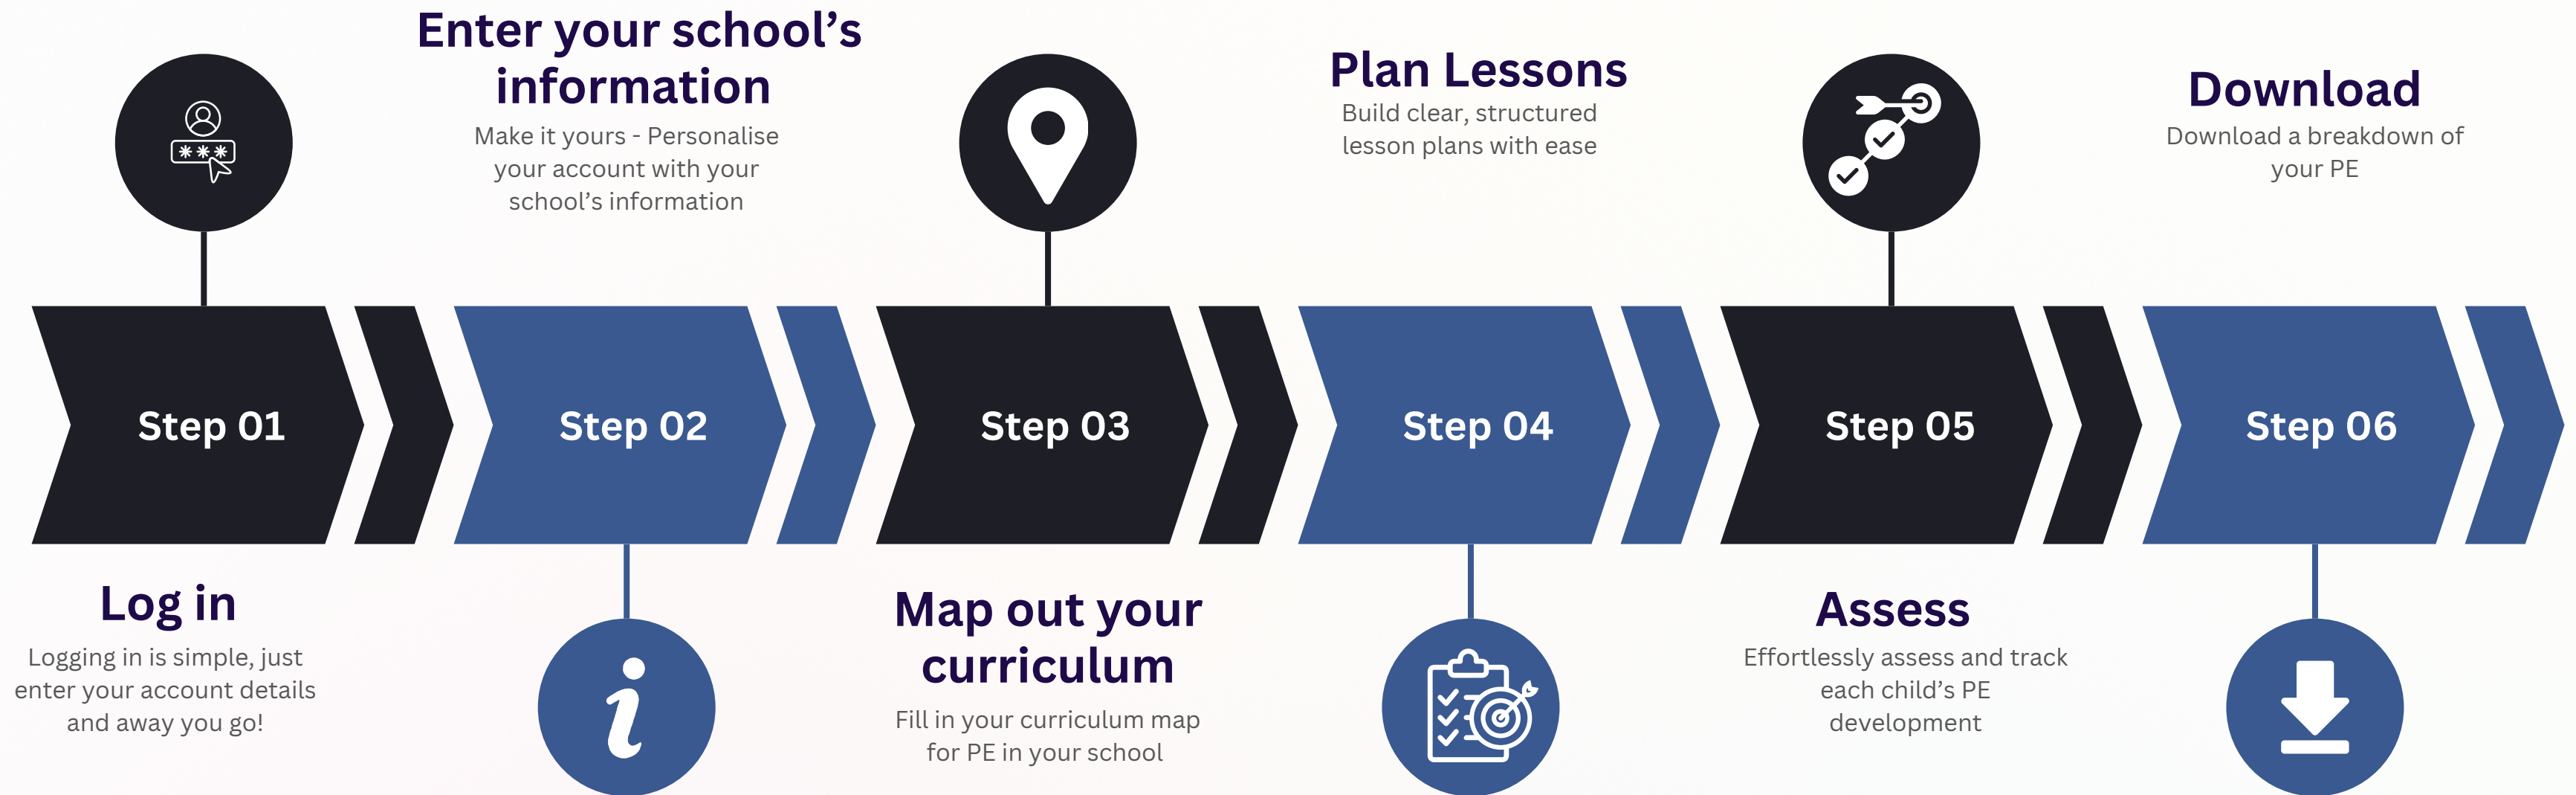 Step 01
Log in
Logging in is simple, just
enter your account details
and away you go!
Enter your school’s
information
Make it yours - Personalise
your account with your
school’s information
Step 02
Step 03
Map out your
curriculum
Fill in your curriculum map
for PE in your school
Plan Lessons
Build clear, structured
lesson plans with ease
Step 04
Step 05
Assess
Effortlessly assess and track
each child’s PE
development
Download
Download a breakdown of
your PE
Step 06